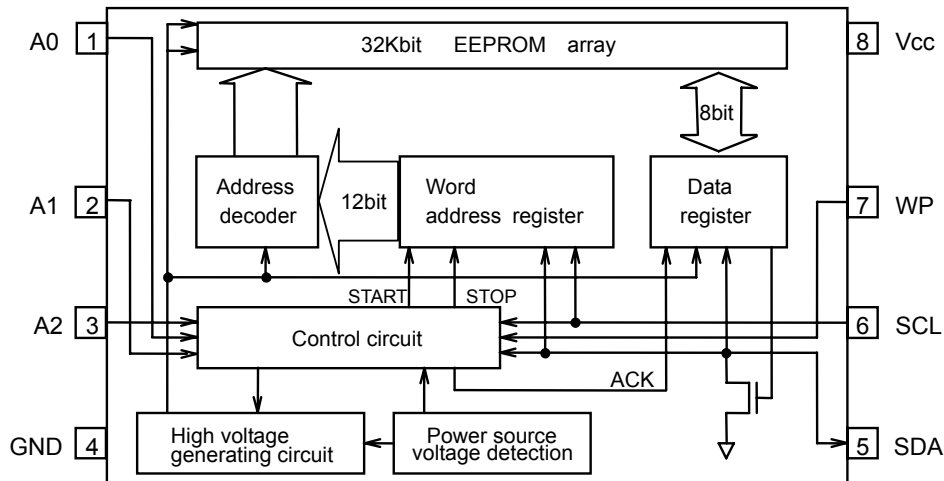 A0 1
32Kbit EEPROM array
8 Vcc
8bit
A1 2
Address
decoder
12bit
Word
address register
Data
register
7 WP
START
STOP
A2 3
Control circuit
6 SCL
ACK
GND 4
High voltage
generating circuit
Power source
voltage detection
5 SDA